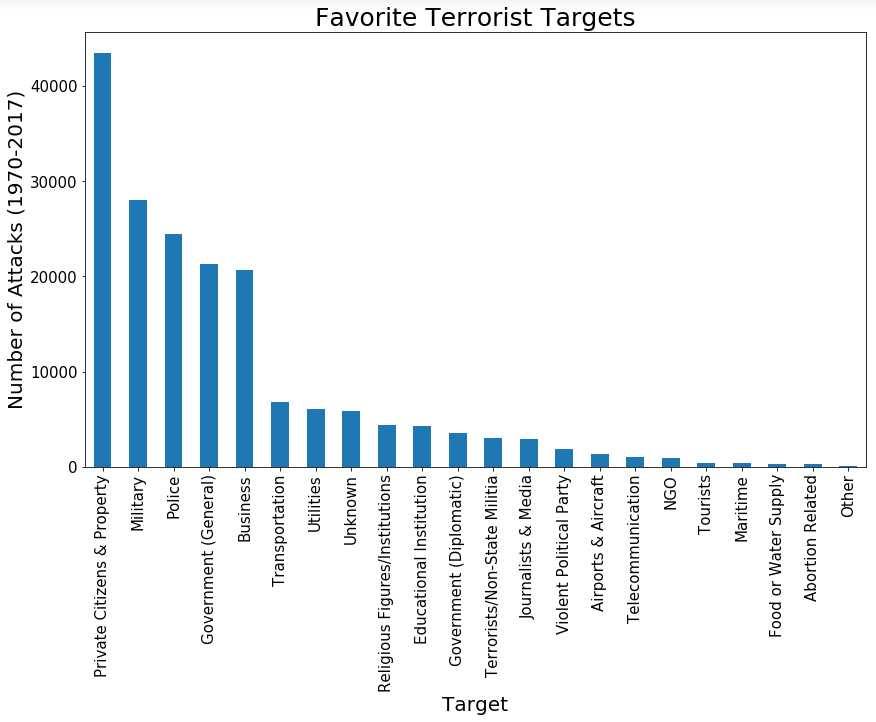 Favorite Terrorist Targets
Number of Attacks (1970-2017)
40000
30000
20000
10000
0
Private Citizens & Property
Military
Police
Government (General)
Business
Transportation
Utilities
Unknown
Religious Figures/Institutions
Educational Institution
Government (Diplomatic)
Terrorists/Non-State Militia
Journalists & Media
Violent Political Party
Airports & Aircraft
Telecommunication
NGO
Tourists
Maritime
Food or Water Supply
Abortion Related
Other
Target